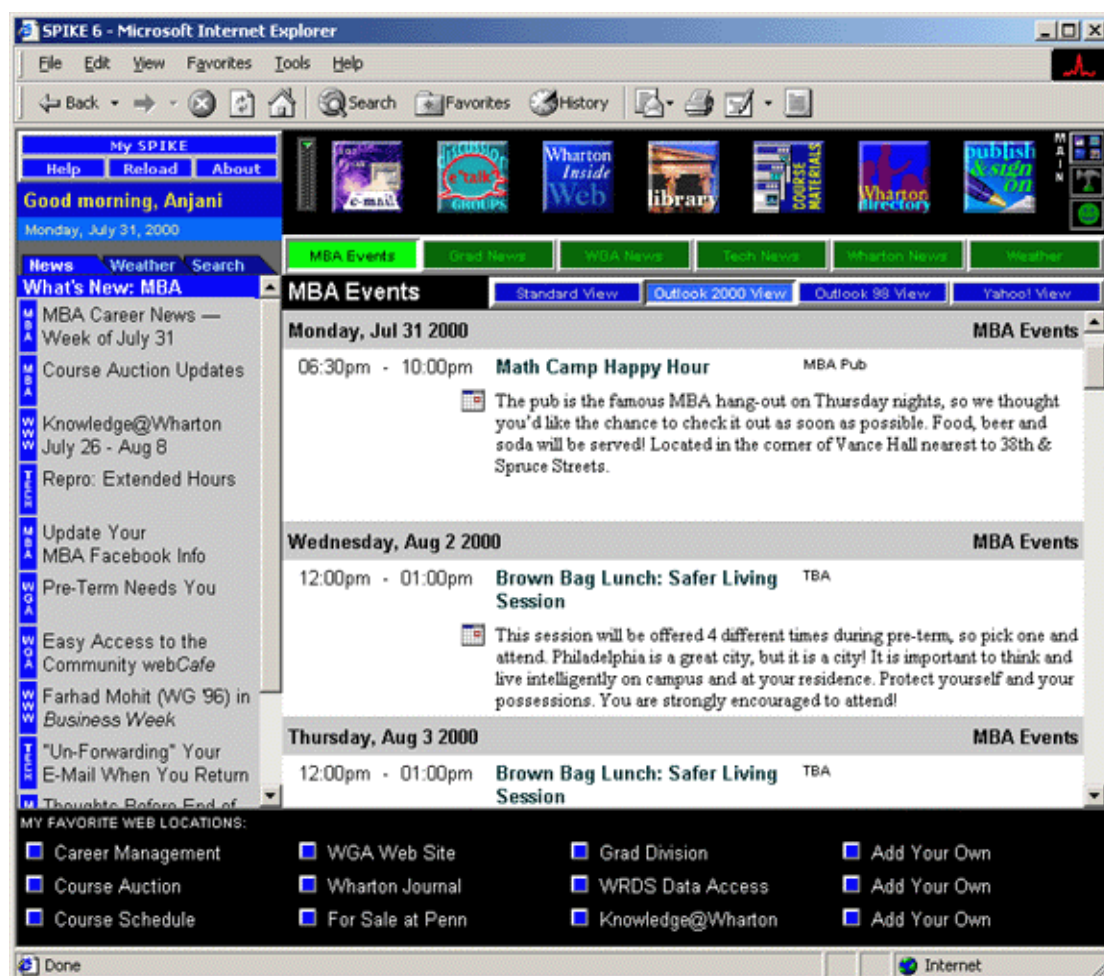 SPIKE 6 - Microsoft Internet Explorer
File Edit View Favorites Tools Help
Back Search Favorites History
My SPIKE
Help Reload About
Good morning, Anjani
Monday, July 31, 2000
News Weather Search
What's New: MBA
MBA
MBA Career News —
Week of July 31
MBA
Course Auction Updates
WWW
Knowledge@Wharton
July 26 - Aug 8
TECH
Repro: Extended Hours
MBA
Update Your
MBA Facebook Info
WGA
Pre-Term Needs You
WGA
Easy Access to the
Community webCafe
WWW
Farhad Mohit (WG '96) in
Business Week
TECH
"Un-Forwarding" Your
E-Mail When You Return
M
Thoughts Before End of
e-mail
discussion
e"talk"
GROUPS
Wharton
Inside
Web
library
COURSE
MATERIALS
Wharton
directory
publish
& sign
on
MAIN
MBA Events Grad News WGA News Tech News Wharton News Weather
MBA Events Standard View Outlook 2000 View Outlook 98 View Yahoo! View
Monday, Jul 31 2000 MBA Events
06:30pm - 10:00pm Math Camp Happy Hour MBA Pub
The pub is the famous MBA hang-out on Thursday nights, so we thought
you'd like the chance to check it out as soon as possible. Food, beer and
soda will be served! Located in the corner of Vance Hall nearest to 38th &
Spruce Streets.
Wednesday, Aug 2 2000 MBA Events
12:00pm - 01:00pm Brown Bag Lunch: Safer Living TBA
Session
This session will be offered 4 different times during pre-term, so pick one and
attend. Philadelphia is a great city, but it is a city! It is important to think and
live intelligently on campus and at your residence. Protect yourself and your
possessions. You are strongly encouraged to attend!
Thursday, Aug 3 2000 MBA Events
12:00pm - 01:00pm Brown Bag Lunch: Safer Living TBA
Session
MY FAVORITE WEB LOCATIONS:
Career Management WGA Web Site Grad Division Add Your Own
Course Auction Wharton Journal WRDS Data Access Add Your Own
Course Schedule For Sale at Penn Knowledge@Wharton Add Your Own
Done Internet